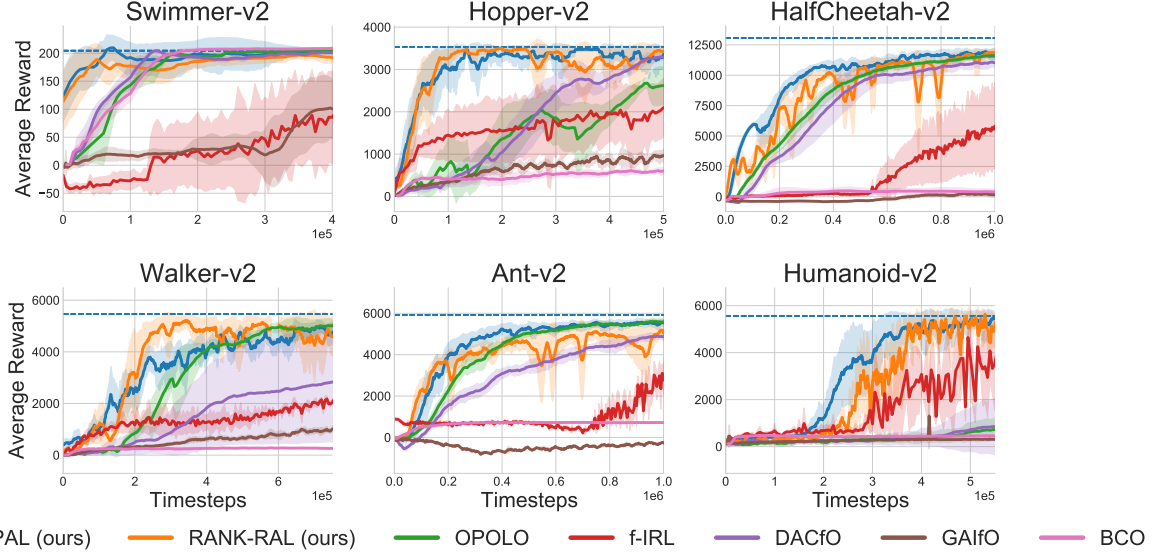 Swimmer-v2 Hopper-v2 HalfCheetah-v2
Average Reward
200
150
100
50
0
−50
0 1 2 3 4
1e5
4000
3000
2000
1000
0
0 1 2 3 4 5
1e5
12500
10000
7500
5000
2500
0
0.0 0.2 0.4 0.6 0.8 1.0
1e6
Walker-v2 Ant-v2 Humanoid-v2
Average Reward
6000
4000
2000
0
0 2 4 6
1e5
Timesteps
6000
4000
2000
0
0.0 0.2 0.4 0.6 0.8 1.0
1e6
Timesteps
6000
4000
2000
0
0 1 2 3 4 5
1e5
Timesteps
PAL (ours) RANK-RAL (ours) OPOLO f-IRL DACfO GAIfO BCO